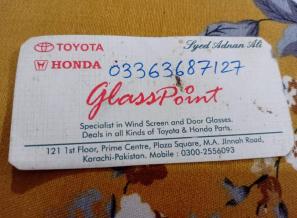 TOYOTA Syed Adnan Ali
HONDA 03363687127
GlassPoint
Specialist in Wind Screen and Door Glasses.
Deals in all Kinds of Toyota & Honda Parts.
121 1st Floor, Prime Centre, Plaza Square, M.A. Jinnah Road,
Karachi-Pakistan. Mobile : 0300-2556093